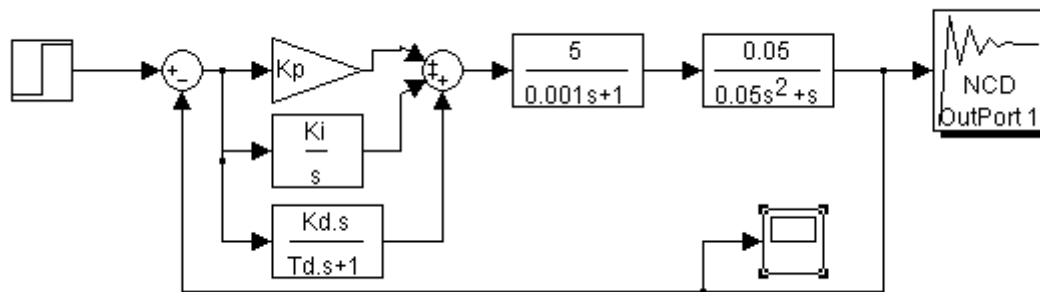 +
−
Kp
+
+
+
Ki
s
Kd.s
Td.s+1
5
0.001s+1
0.05
0.05s²+s
NCD
OutPort 1